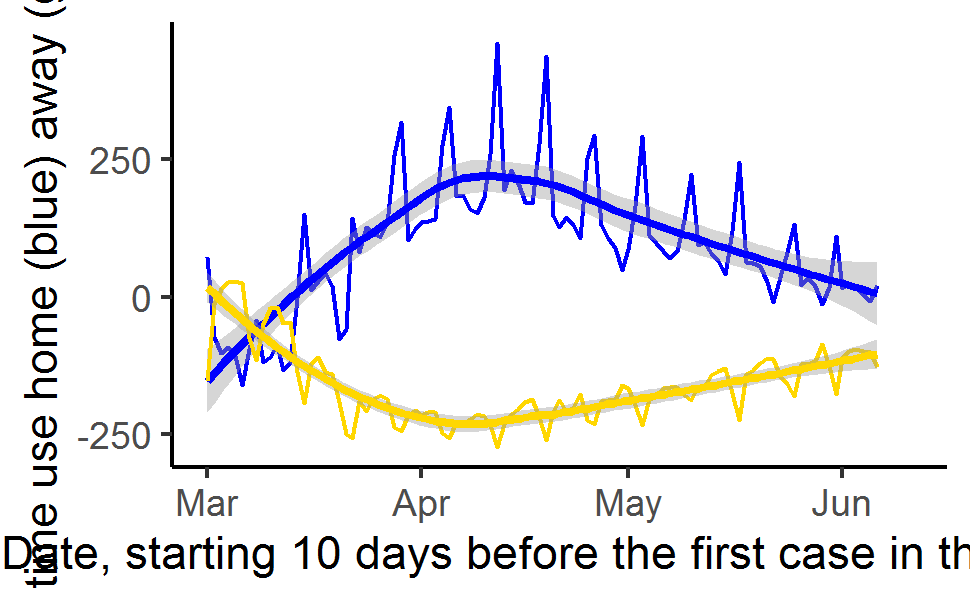 time use home (blue) away (
250
0
-250
Mar Apr May Jun
Date, starting 10 days before the first case in th